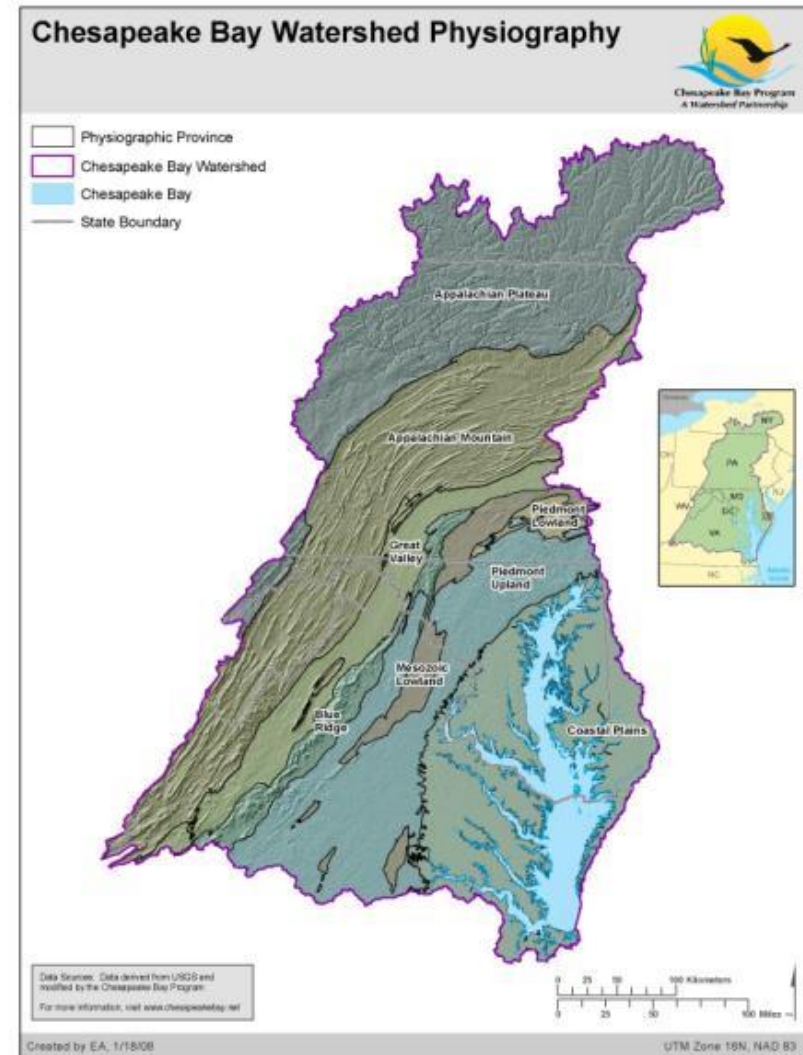 Chesapeake Bay Watershed Physiography
Chesapeake Bay Program
A Watershed Partnership
Physiographic Province
Chesapeake Bay Watershed
Chesapeake Bay
State Boundary
Appalachian Plateau
Appalachian Mountain
Piedmont
Lowland
Great
Valley
Piedmont
Upland
Mesozoic
Lowland
Blue
Ridge
Coastal Plains
NY
PA
OH
NJ
MD
WV
DC
DE
VA
NC
Data Sources: Data derived from USGS and
modified by the Chesapeake Bay Program
For more information, visit www.chesapeakebay.net
0 25 50 100 Kilometers
0 25 50 100 Miles
Created by EA, 1/18/08
UTM Zone 18N, NAD 83